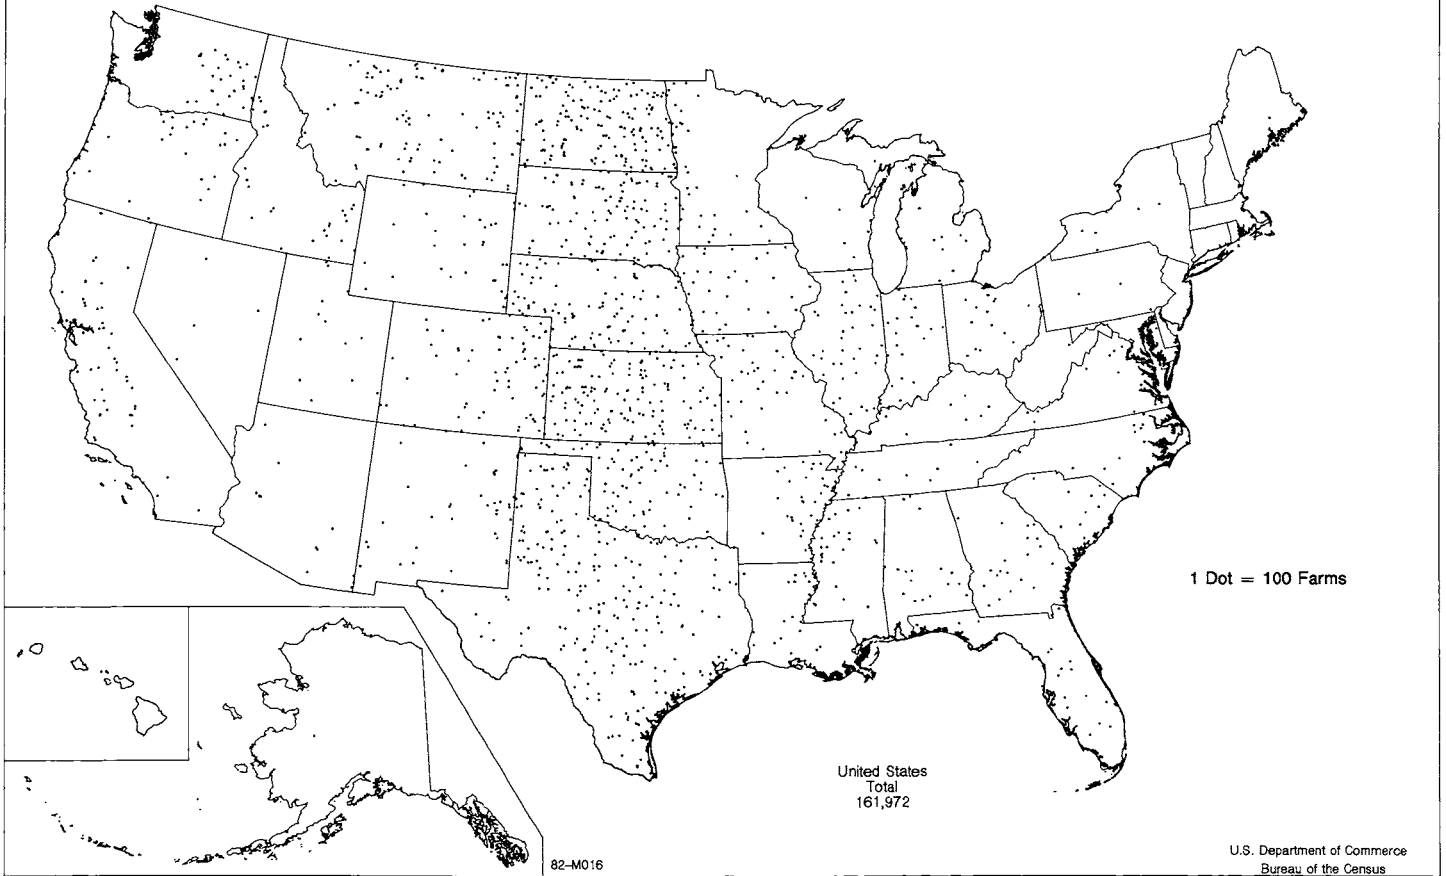 1 Dot = 100 Farms
United States
Total
161,972
82-M016
U.S. Department of Commerce
Bureau of the Census